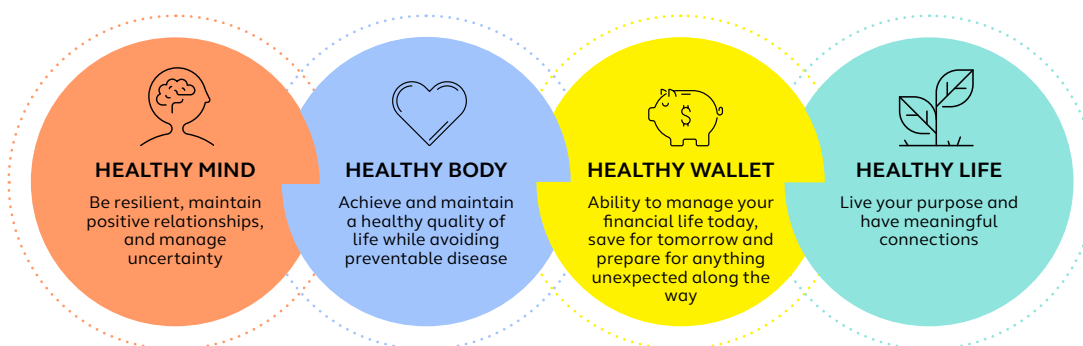 HEALTHY MIND
Be resilient, maintain
positive relationships,
and manage
uncertainty
HEALTHY BODY
Achieve and maintain
a healthy quality of
life while avoiding
preventable disease
$
HEALTHY WALLET
Ability to manage your
financial life today,
save for tomorrow and
prepare for anything
unexpected along the
way
HEALTHY LIFE
Live your purpose and
have meaningful
connections